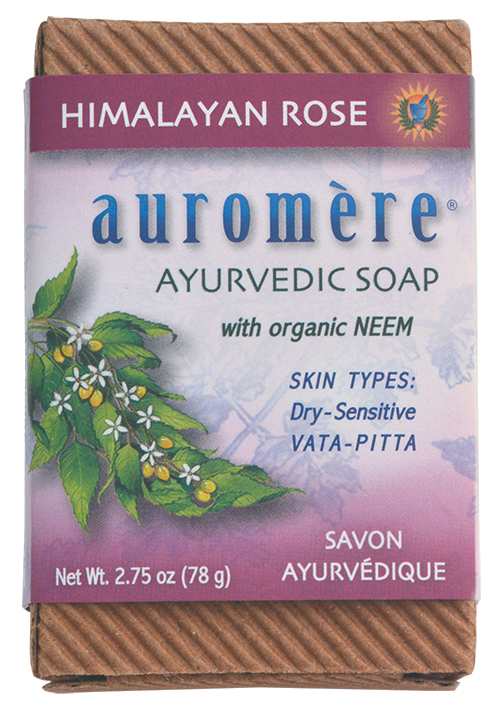 HIMALAYAN ROSE
auromère®
AYURVEDIC SOAP
with organic NEEM
SKIN TYPES:
Dry-Sensitive
VATA-PITTA
SAVON
AYURVÉDIQUE
Net Wt. 2.75 oz (78 g)